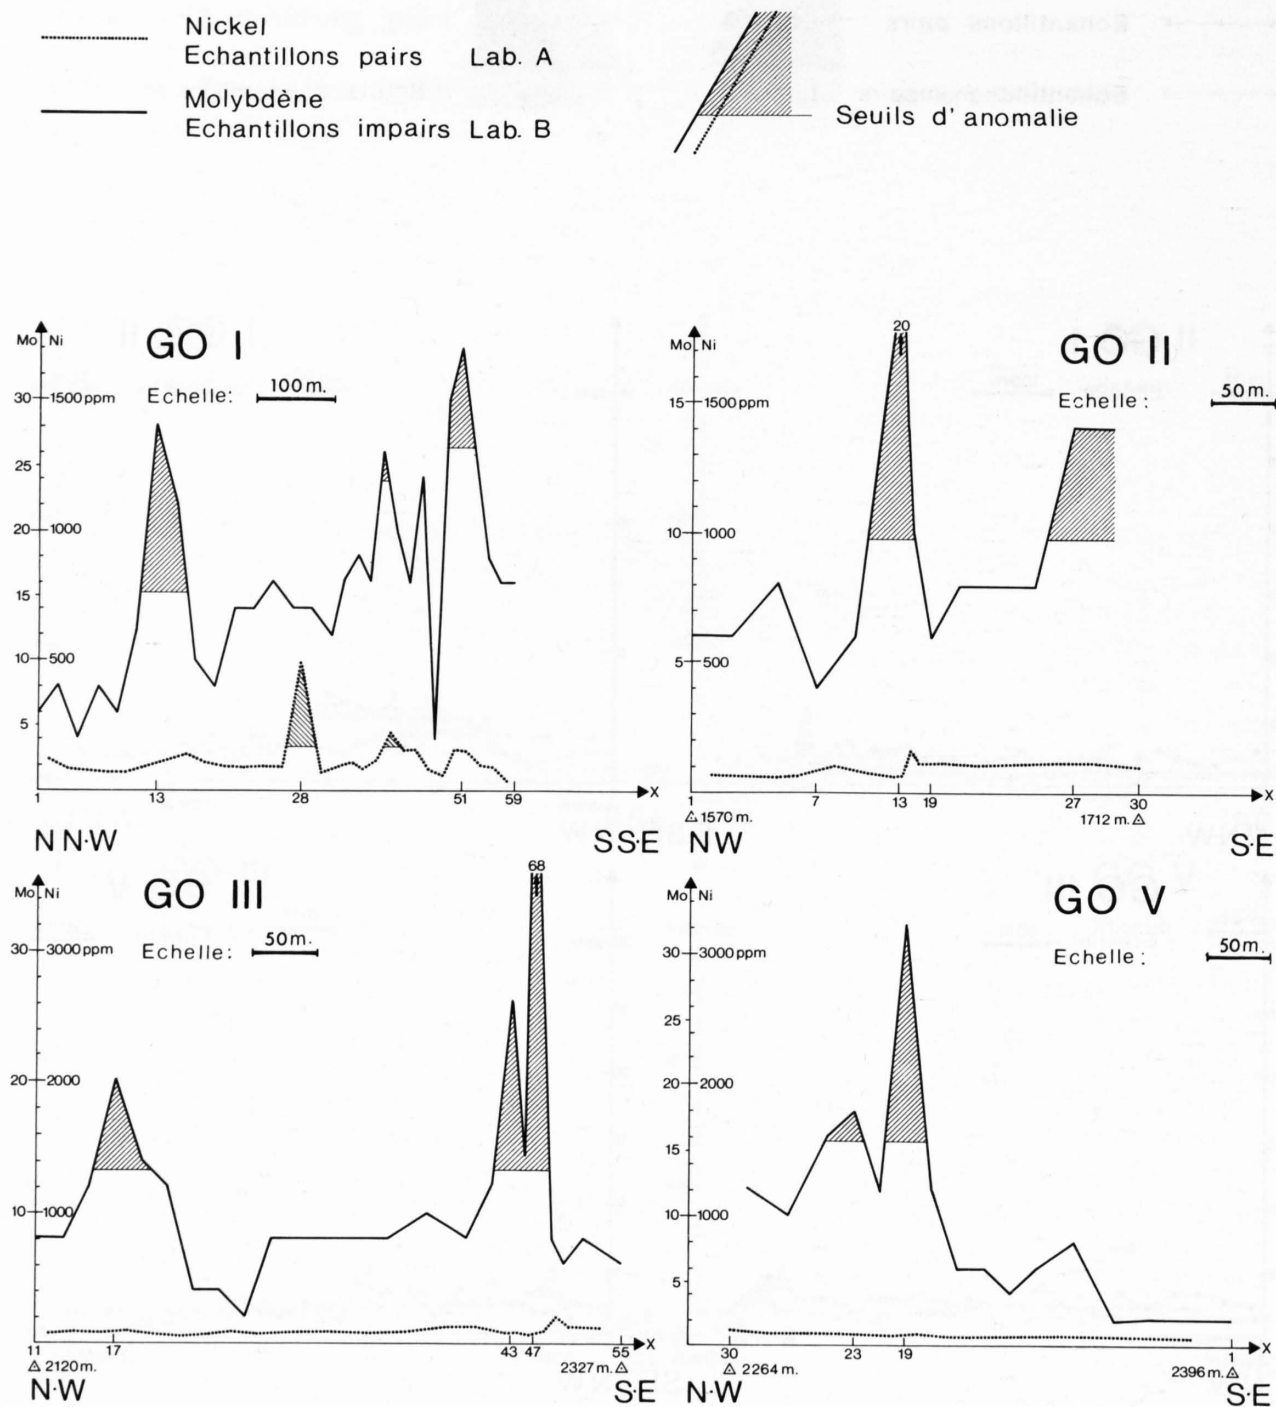 Nickel
Echantillons pairs Lab. A
Molybdène
Echantillons impairs Lab. B
Seuils d'anomalie
Mo Ni
GO I
Echelle: 100 m.
30 1500 ppm
25
20 1000
15
10 500
5
1 13 28 51 59 X
N N·W S S·E
Mo Ni
20
GO II
Echelle: 50 m.
15 1500 ppm
10 1000
5 500
1 7 13 19 27 30 X
1570 m. 1712 m.
N·W S·E
Mo Ni
68
GO III
Echelle: 50 m.
30 3000 ppm
20 2000
10 1000
11 17 43 47 55 X
2120 m. 2327 m.
N·W S·E
Mo Ni
GO V
Echelle: 50 m.
30 3000 ppm
25
20 2000
15
10 1000
5
30 23 19 1 X
2264 m. 2396 m.
N·W S·E